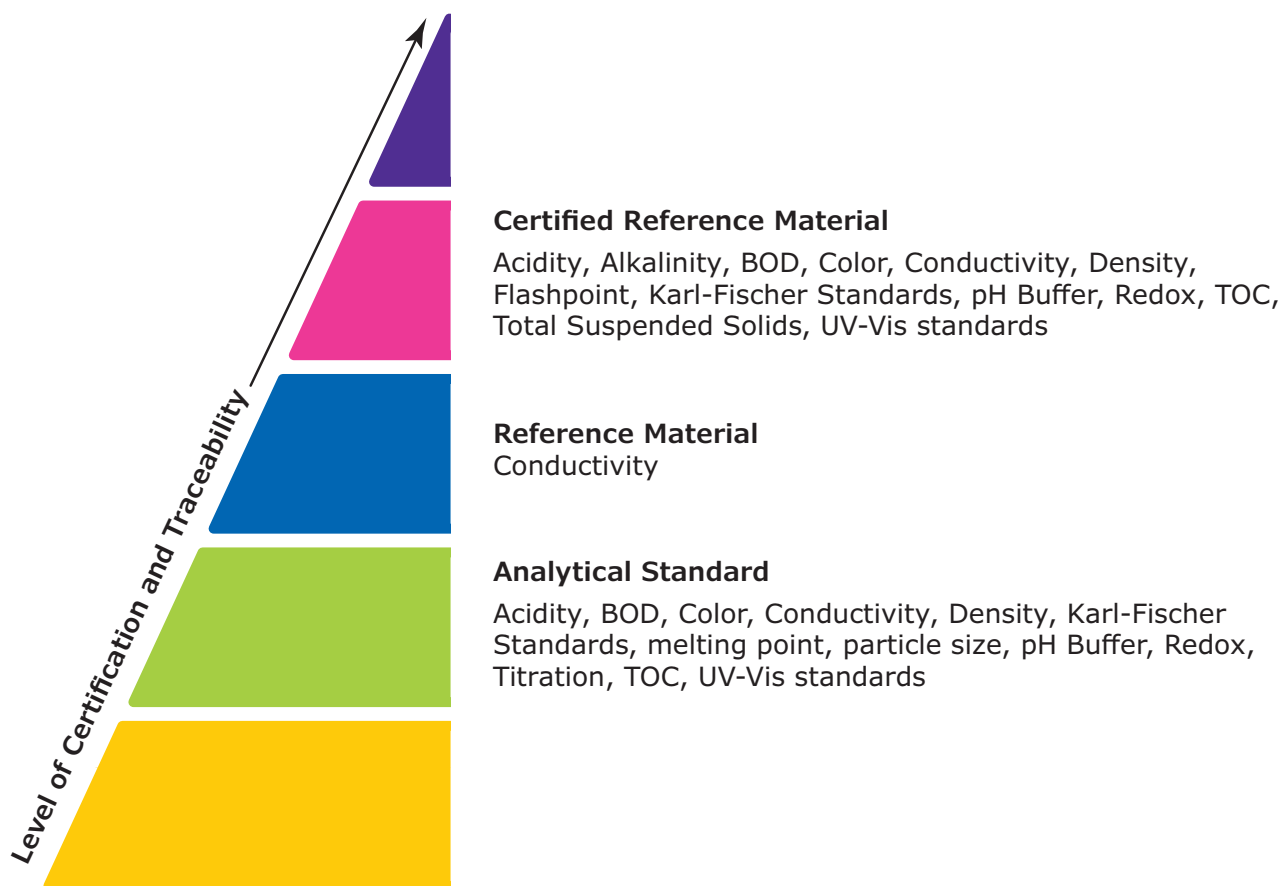 Certified Reference Material
Acidity, Alkalinity, BOD, Color, Conductivity, Density,
Flashpoint, Karl-Fischer Standards, pH Buffer, Redox, TOC,
Total Suspended Solids, UV-Vis standards
Reference Material
Conductivity
Analytical Standard
Acidity, BOD, Color, Conductivity, Density, Karl-Fischer
Standards, melting point, particle size, pH Buffer, Redox,
Titration, TOC, UV-Vis standards
Level of Certification and Traceability